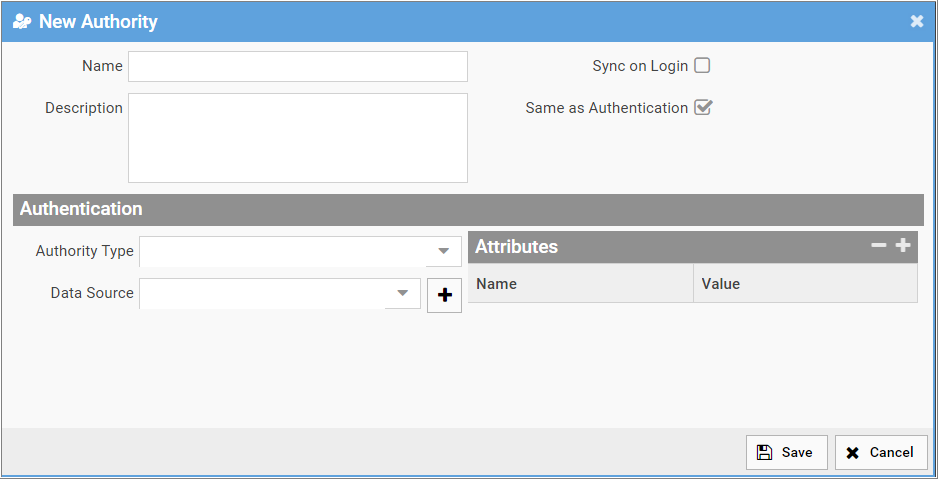 New Authority
Name
Sync on Login
Description
Same as Authentication
Authentication
Authority Type
Attributes
Data Source
Name Value
Save Cancel